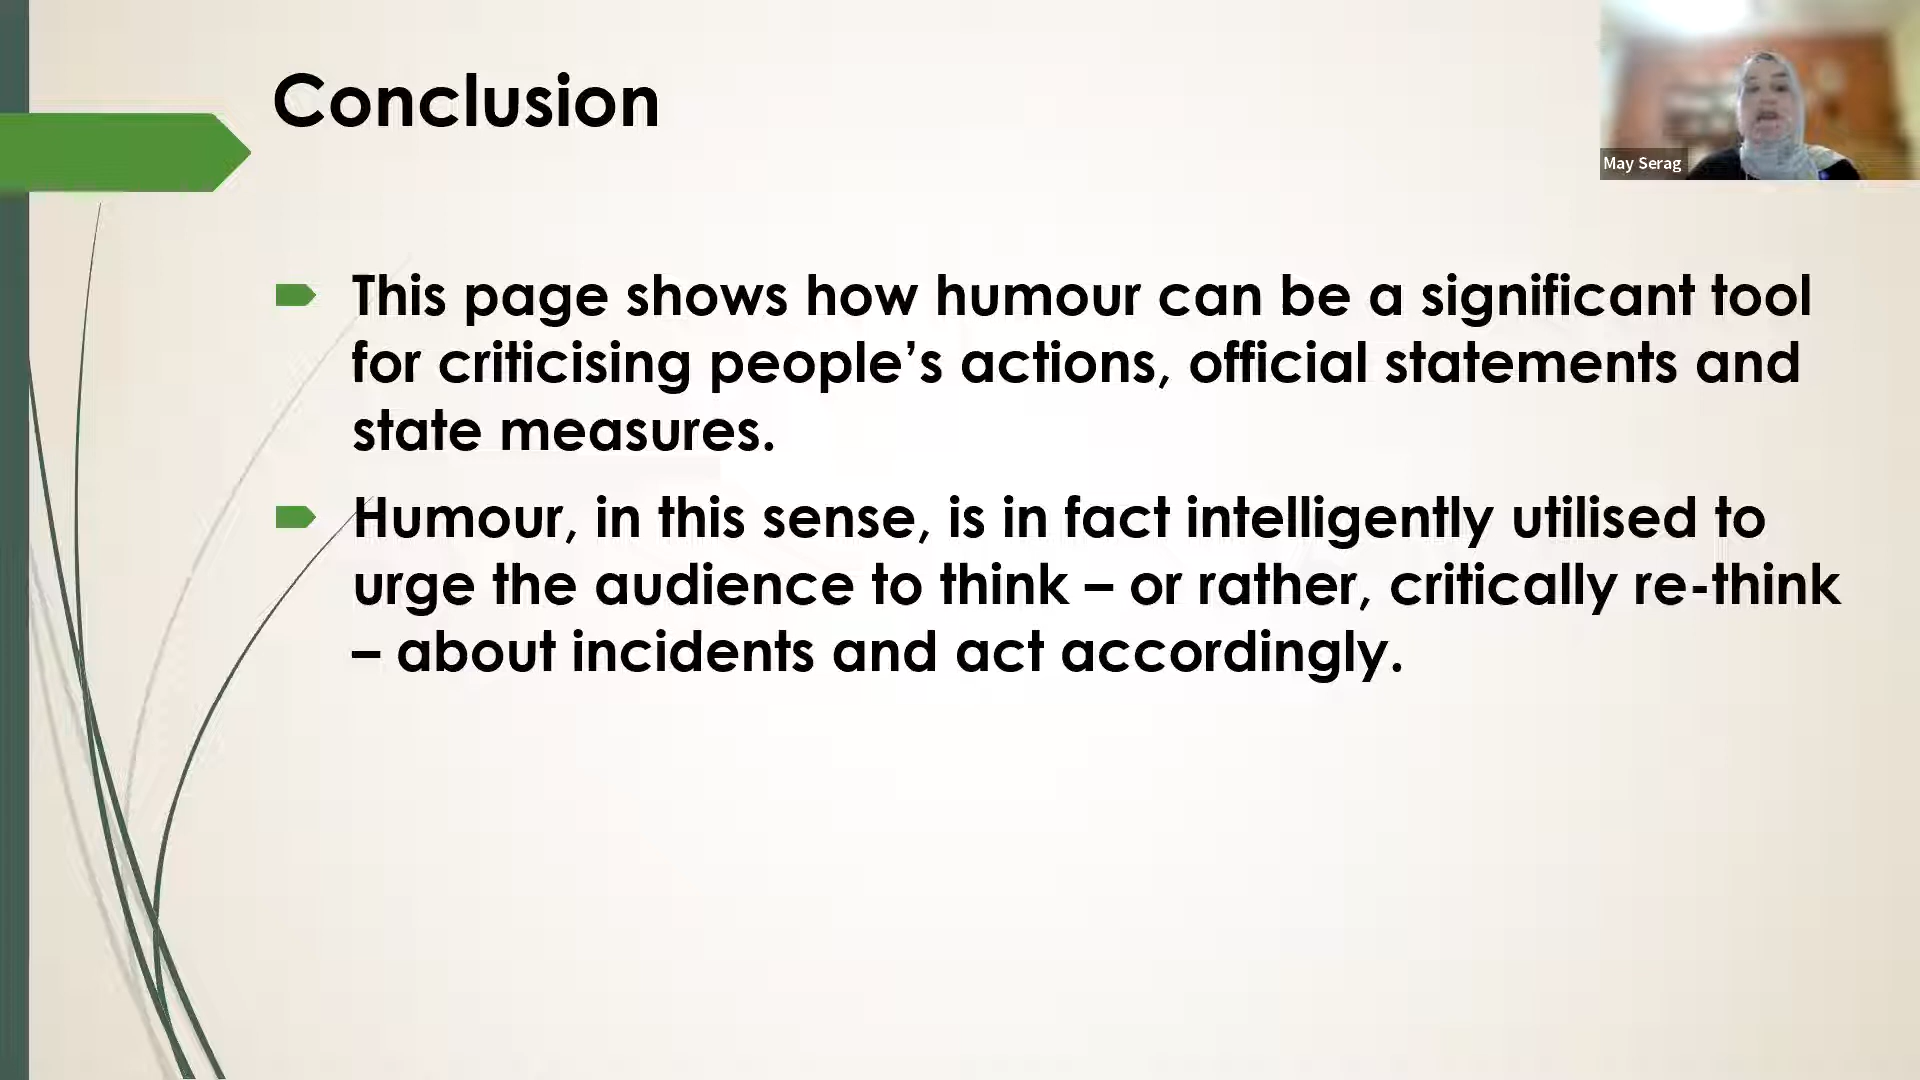 Conclusion
May Serag
This page shows how humour can be a significant tool
for criticising people’s actions, official statements and
state measures.
Humour, in this sense, is in fact intelligently utilised to
urge the audience to think – or rather, critically re-think
– about incidents and act accordingly.